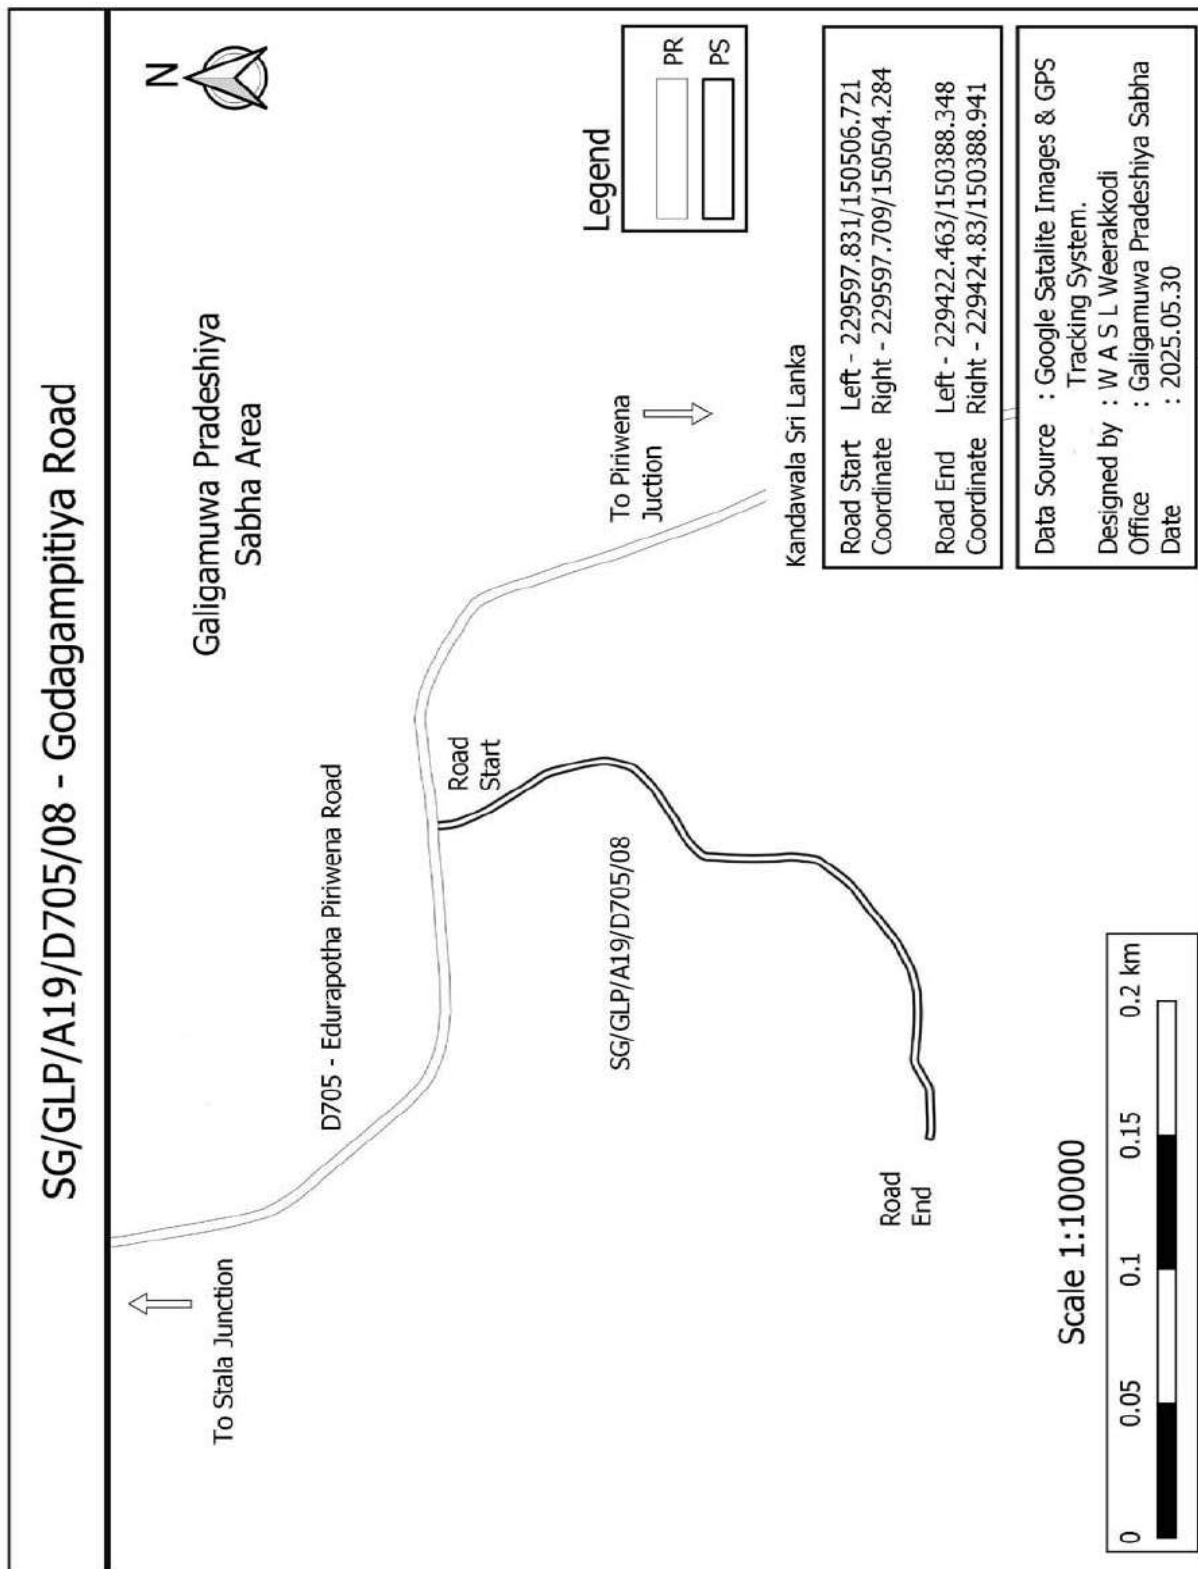 SG/GLP/A19/D705/08 - Godagampitiya Road
N
Galigamuwa Pradeshiya
Sabha Area
To Stala Junction
D705 - Edurapotha Piriwena Road
Road
Start
SG/GLP/A19/D705/08
Road
End
To Piriwena
Juction
Legend
PR
PS
Kandawala Sri Lanka
Road Start Left - 229597.831/150506.721
Coordinate Right - 229597.709/150504.284
Road End Left - 229422.463/150388.348
Coordinate Right - 229424.83/150388.941
Data Source : Google Satalite Images & GPS
Tracking System.
Designed by : W A S L Weerakkodi
Office : Galigamuwa Pradeshiya Sabha
Date : 2025.05.30
Scale 1:10000
0 0.05 0.1 0.15 0.2 km